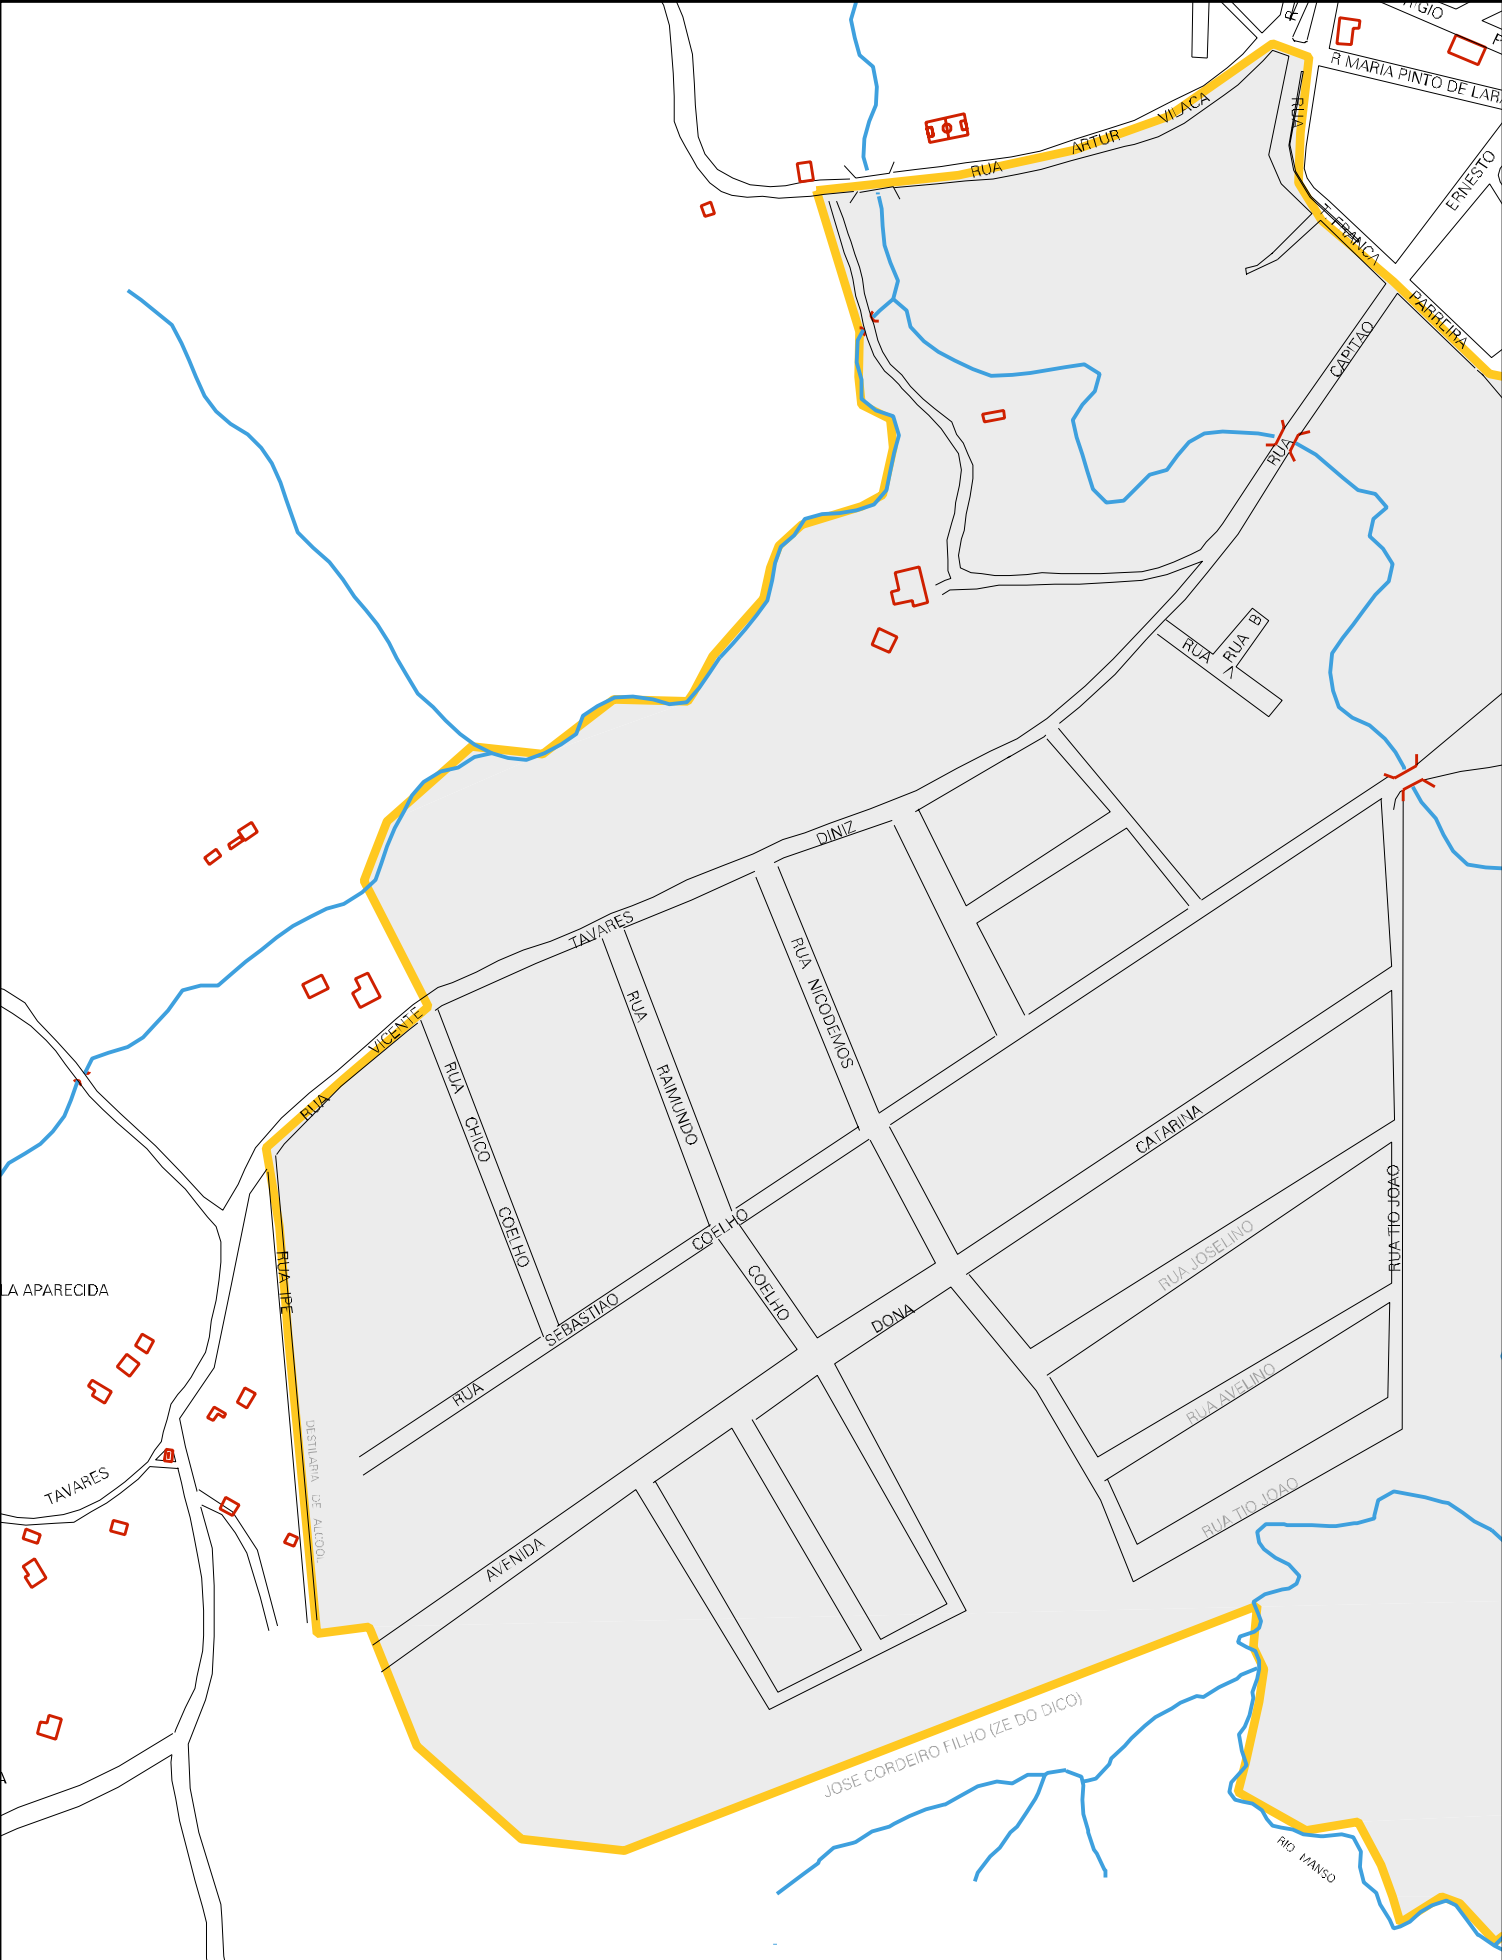 R MARIA PINTO DE LARA
RUA ARTUR VILACA
RUA
T. FRANCA
PARREIRA
ERNESTO
CAPITAO
RUA
RUA A
RUA B
DINIZ
TAVARES
VICENTE
RUA
RUA NICODEMOS
RUA RAIMUNDO
COELHO
RUA CHICO COELHO
RUA SEBASTIAO COELHO
AVENIDA DONA CATARINA
RUA JOSELINO
RUA AVELINO
RUA TIO JOAO
RUA TIO JOAO
RUA IPE
LA APARECIDA
TAVARES
DESTILARIA DE ALCOOL
JOSE CORDEIRO FILHO (ZE DO DICO)
RIO MANSO